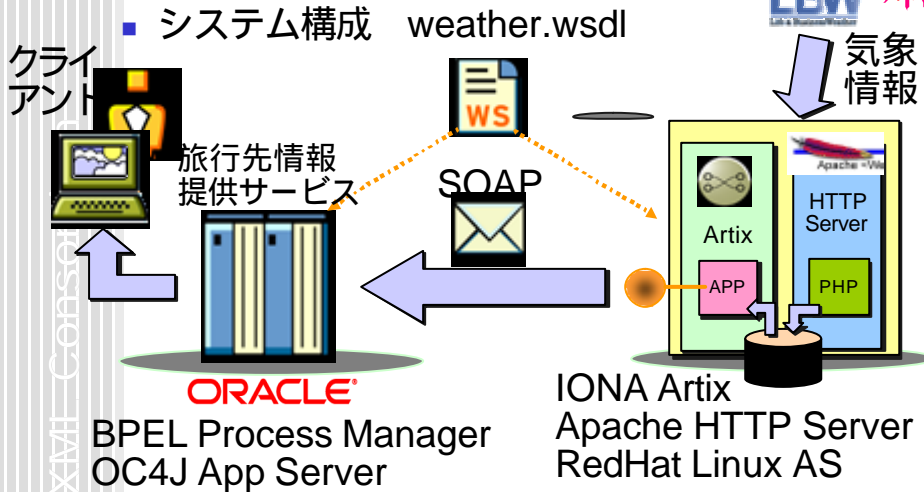 システム構成 weather.wsdl
LBW
クライ
アント
気象
情報
WS
旅行先情報
提供サービス
SOAP
Apache
HTTP
Server
Artix
APP
PHP
ORACLE
BPEL Process Manager
OC4J App Server
IONA Artix
Apache HTTP Server
RedHat Linux AS